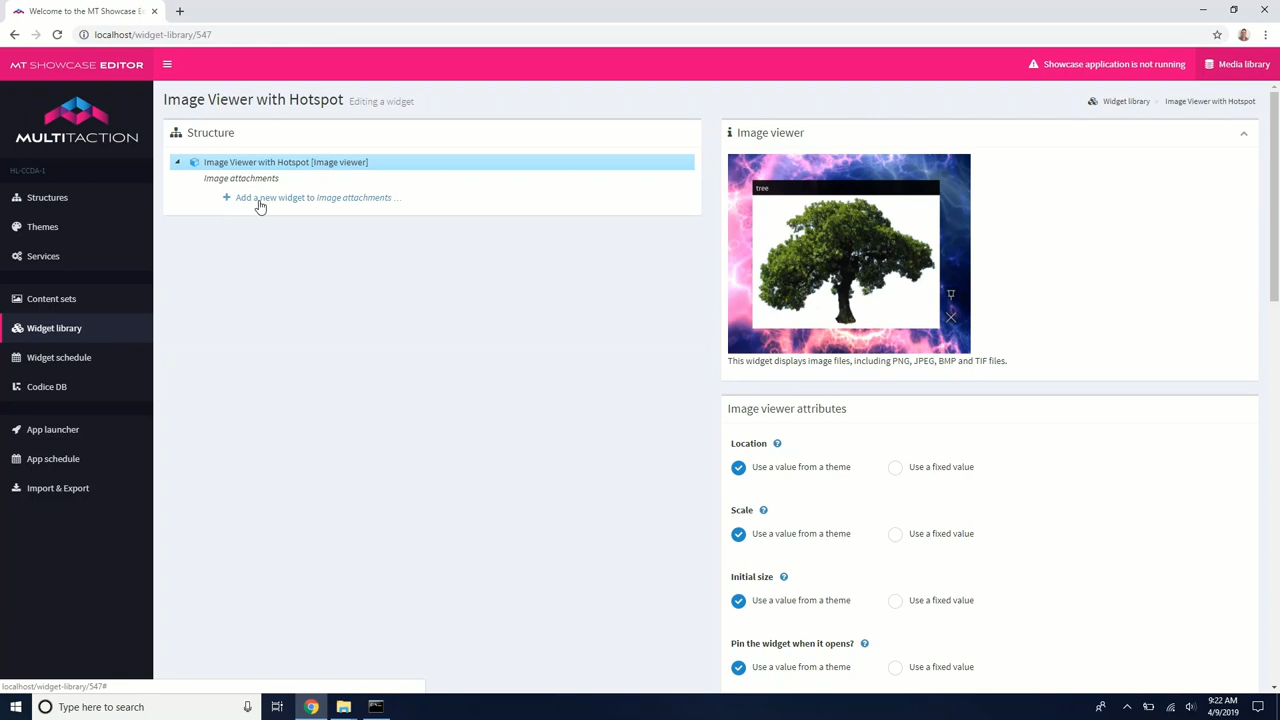 Welcome to the MT Showcase Ed
localhost/widget-library/547
MT SHOWCASE EDITOR
Showcase application is not running
Media library
MULTITACTION
HL-CCDA-1
Structures
Themes
Services
Content sets
Widget library
Widget schedule
Codice DB
App launcher
App schedule
Import & Export
Image Viewer with Hotspot Editing a widget
Widget library > Image Viewer with Hotspot
Structure
Image Viewer with Hotspot [Image viewer]
Image attachments
+ Add a new widget to Image attachments ...
Image viewer
tree
This widget displays image files, including PNG, JPEG, BMP and TIF files.
Image viewer attributes
Location
Use a value from a theme
Use a fixed value
Scale
Use a value from a theme
Use a fixed value
Initial size
Use a value from a theme
Use a fixed value
Pin the widget when it opens?
Use a value from a theme
Use a fixed value
localhost/widget-library/547#
Type here to search
9:22 AM
4/9/2019